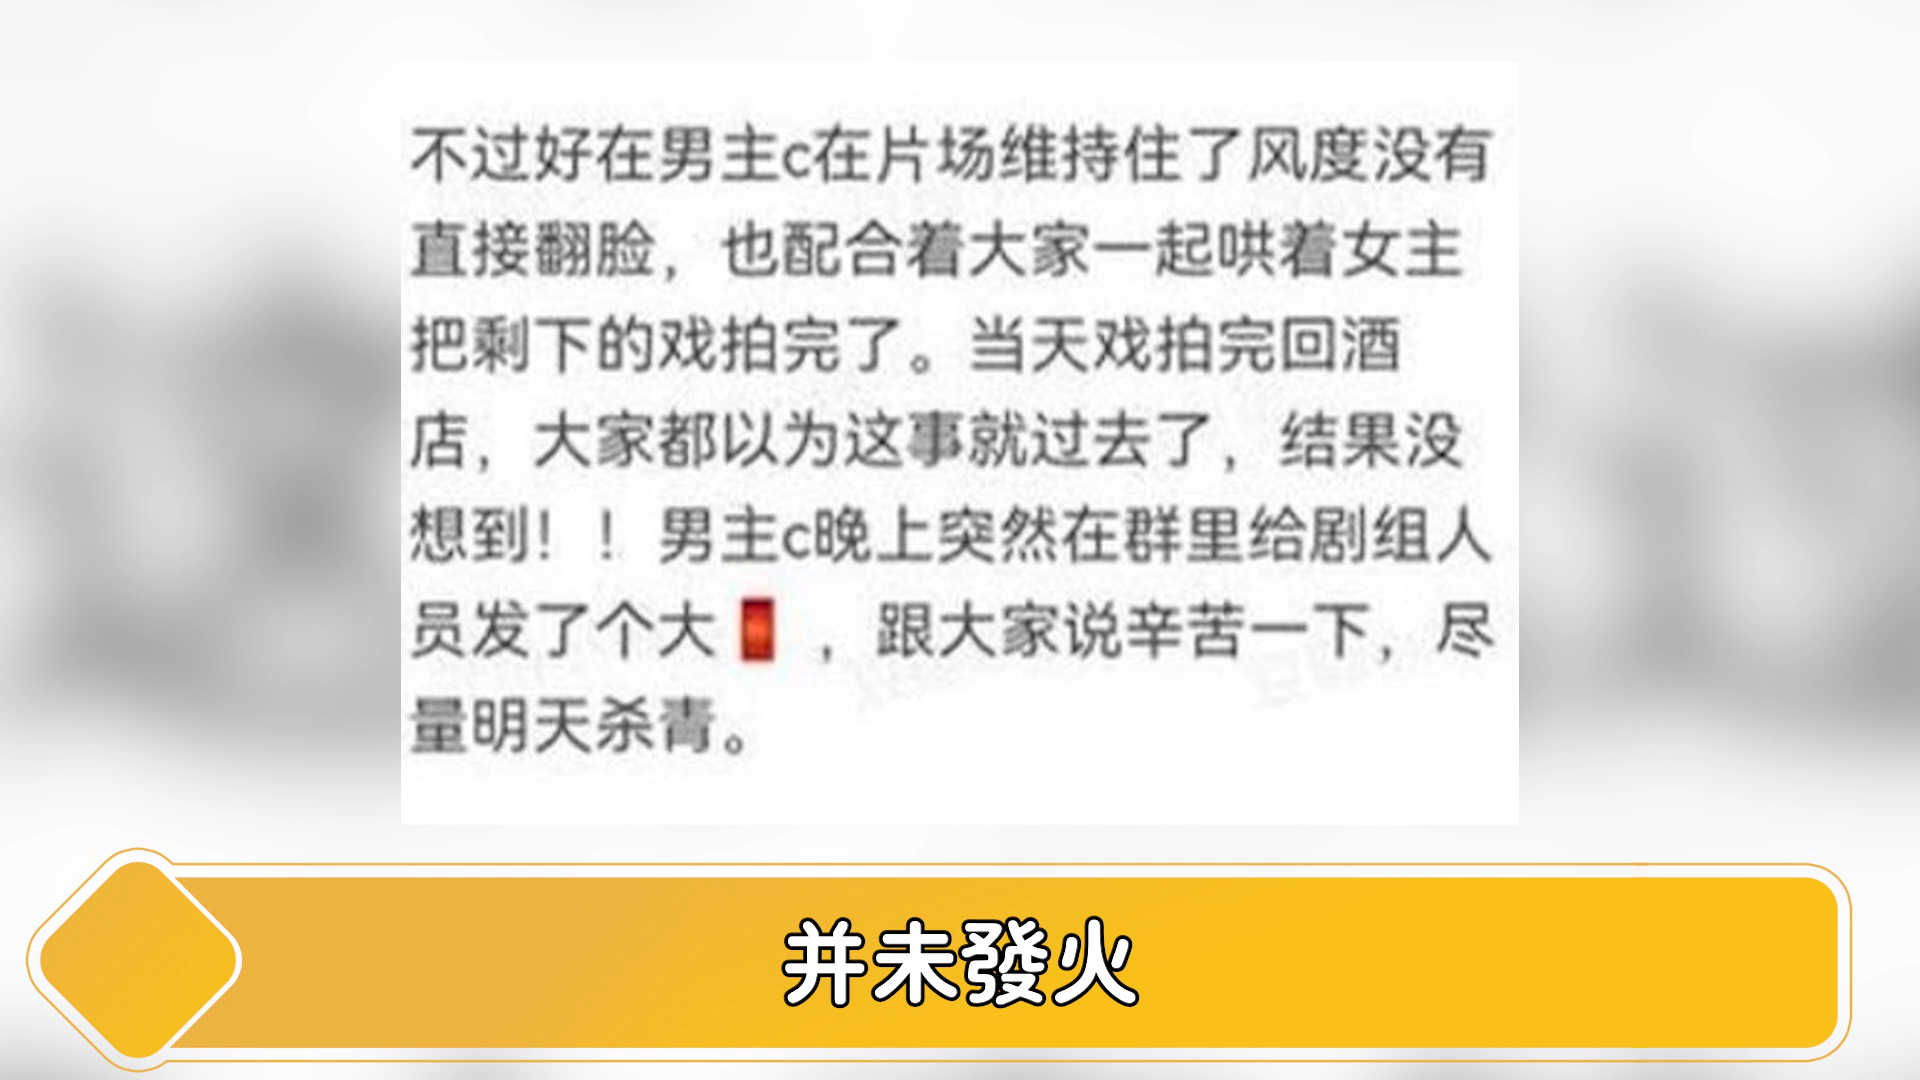 不过好在男主c在片场维持住了风度没有
直接翻脸，也配合着大家一起哄着女主
把剩下的戏拍完了。当天戏拍完回酒
店，大家都以为这事就过去了，结果没
想到！！男主c晚上突然在群里给剧组人
员发了个大🧧，跟大家说辛苦一下，尽
量明天杀青。
并未發火